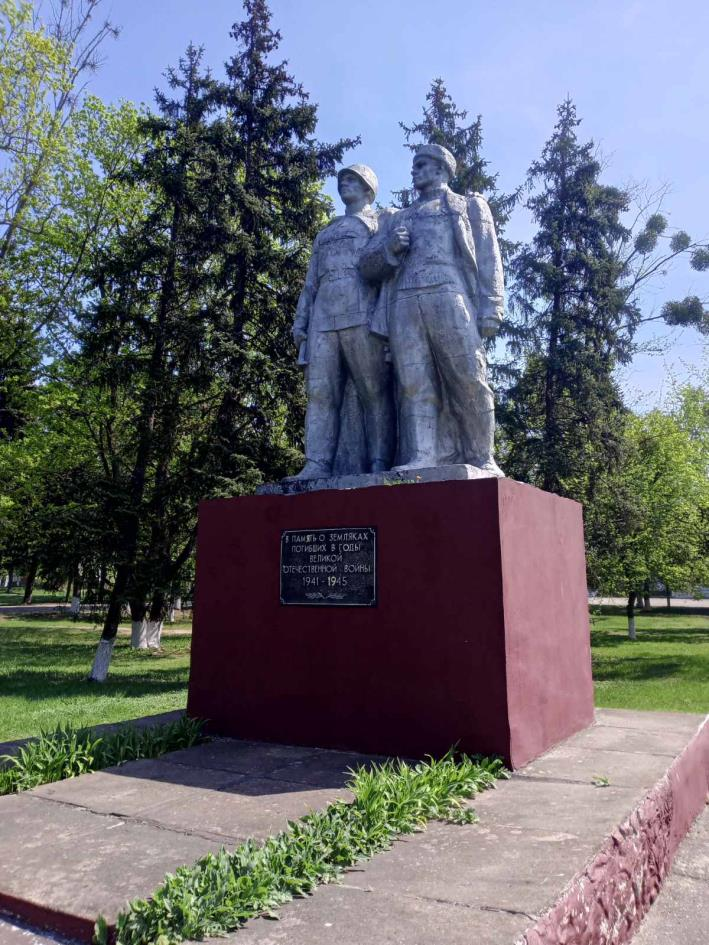 В ПАМЯТЬ О ЗЕМЛЯКАХ
ПОГИБШИХ В ГОДЫ
ВЕЛИКОЙ
ОТЕЧЕСТВЕННОЙ ВОЙНЫ
1941 - 1945